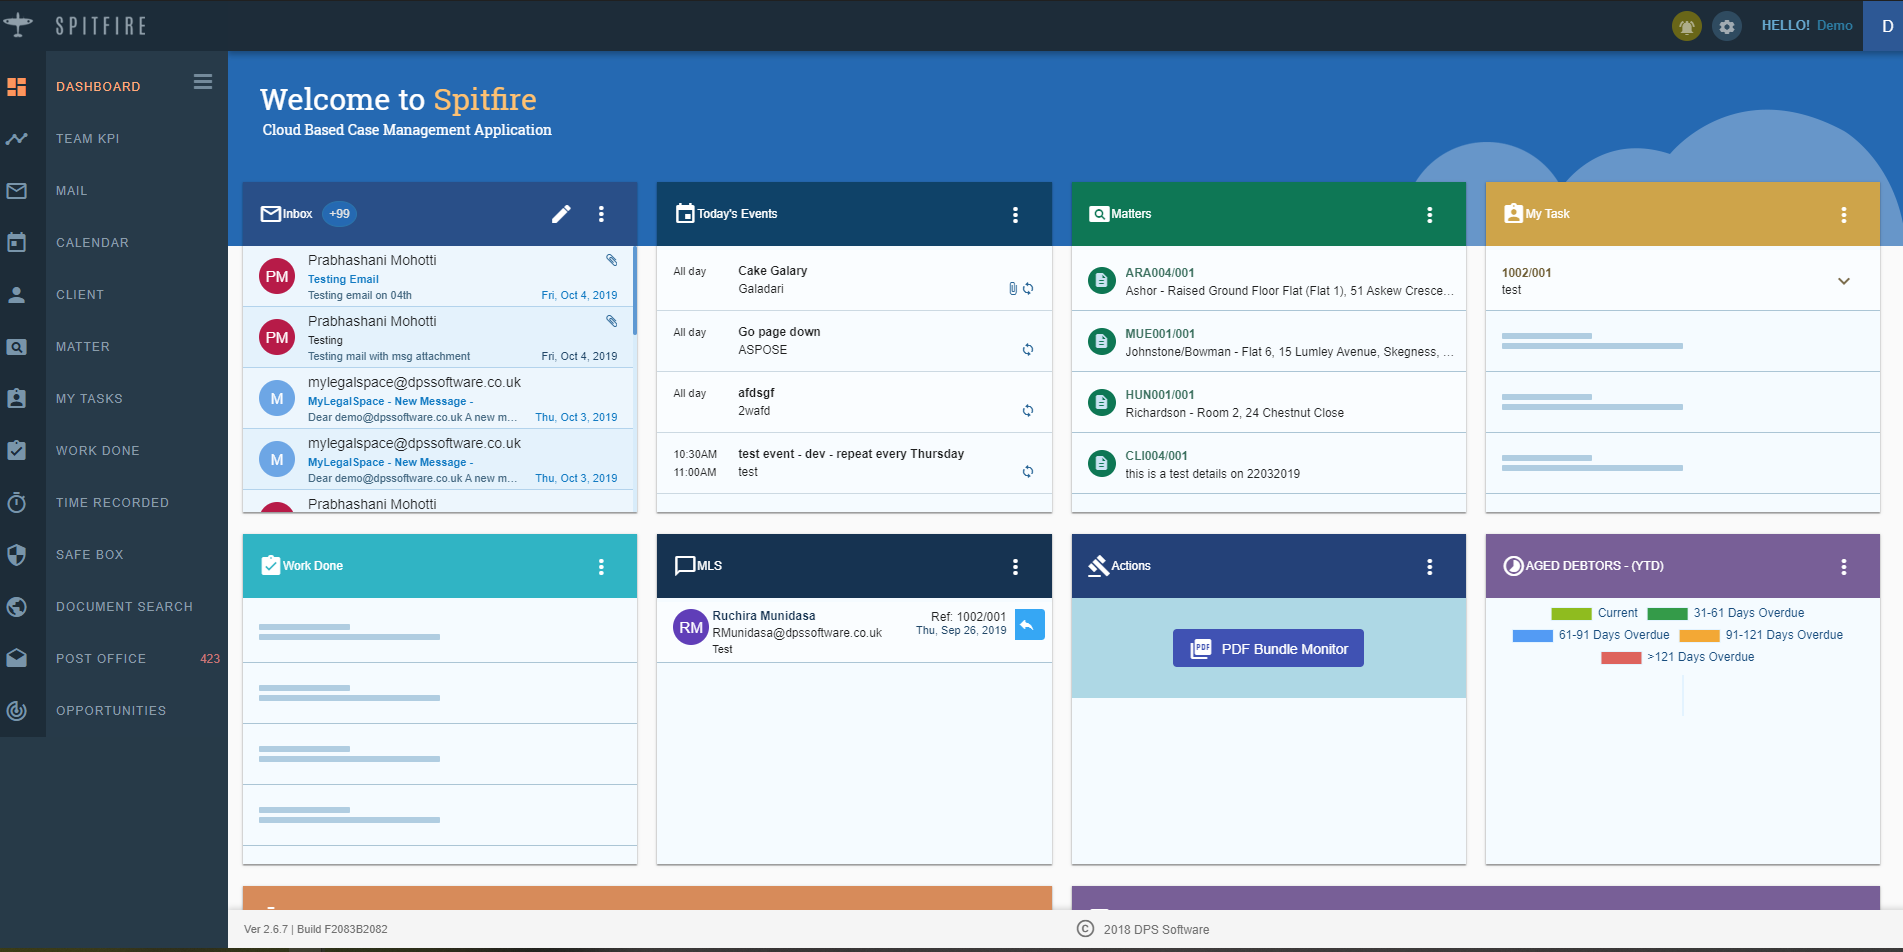 SPITFIRE
HELLO! Demo
D
DASHBOARD
TEAM KPI
MAIL
CALENDAR
CLIENT
MATTER
MY TASKS
WORK DONE
TIME RECORDED
SAFE BOX
DOCUMENT SEARCH
POST OFFICE 423
OPPORTUNITIES
Welcome to Spitfire
Cloud Based Case Management Application
Inbox +99
PM
Prabhashani Mohotti
Testing Email
Testing email on 04th Fri, Oct 4, 2019
PM
Prabhashani Mohotti
Testing
Testing mail with msg attachment Fri, Oct 4, 2019
M
mylegalspace@dpssoftware.co.uk
MyLegalSpace - New Message -
Dear demo@dpssoftware.co.uk A new m... Thu, Oct 3, 2019
M
mylegalspace@dpssoftware.co.uk
MyLegalSpace - New Message -
Dear demo@dpssoftware.co.uk A new m... Thu, Oct 3, 2019
Prabhashani Mohotti
Today's Events
All day Cake Galary
Galadari
All day Go page down
ASPOSE
All day afdsgf
2wafd
10:30AM test event - dev - repeat every Thursday
11:00AM test
Matters
ARA004/001
Ashor - Raised Ground Floor Flat (Flat 1), 51 Askew Cresce...
MUE001/001
Johnstone/Bowman - Flat 6, 15 Lumley Avenue, Skegness, ...
HUN001/001
Richardson - Room 2, 24 Chestnut Close
CLI004/001
this is a test details on 22032019
My Task
1002/001
test
Work Done
MLS
RM
Ruchira Munidasa Ref: 1002/001
RMunidasa@dpssoftware.co.uk Thu, Sep 26, 2019
Test
Actions
PDF PDF Bundle Monitor
AGED DEBTORS - (YTD)
Current 31-61 Days Overdue
61-91 Days Overdue 91-121 Days Overdue
>121 Days Overdue
Ver 2.6.7 | Build F2083B2082
© 2018 DPS Software